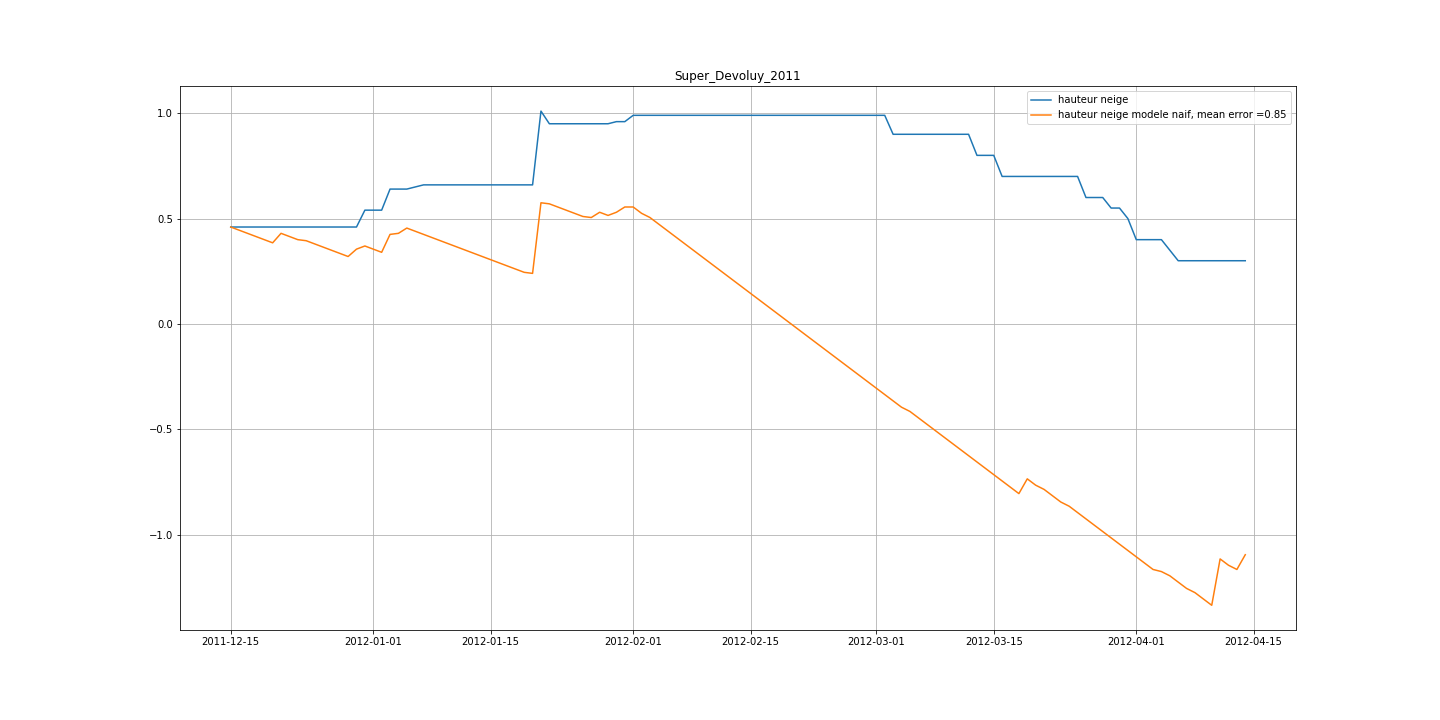 Super_Devoluy_2011
hauteur neige
hauteur neige modele naif, mean error =0.85
1.0
0.5
0.0
−0.5
−1.0
2011-12-15 2012-01-01 2012-01-15 2012-02-01 2012-02-15 2012-03-01 2012-03-15 2012-04-01 2012-04-15